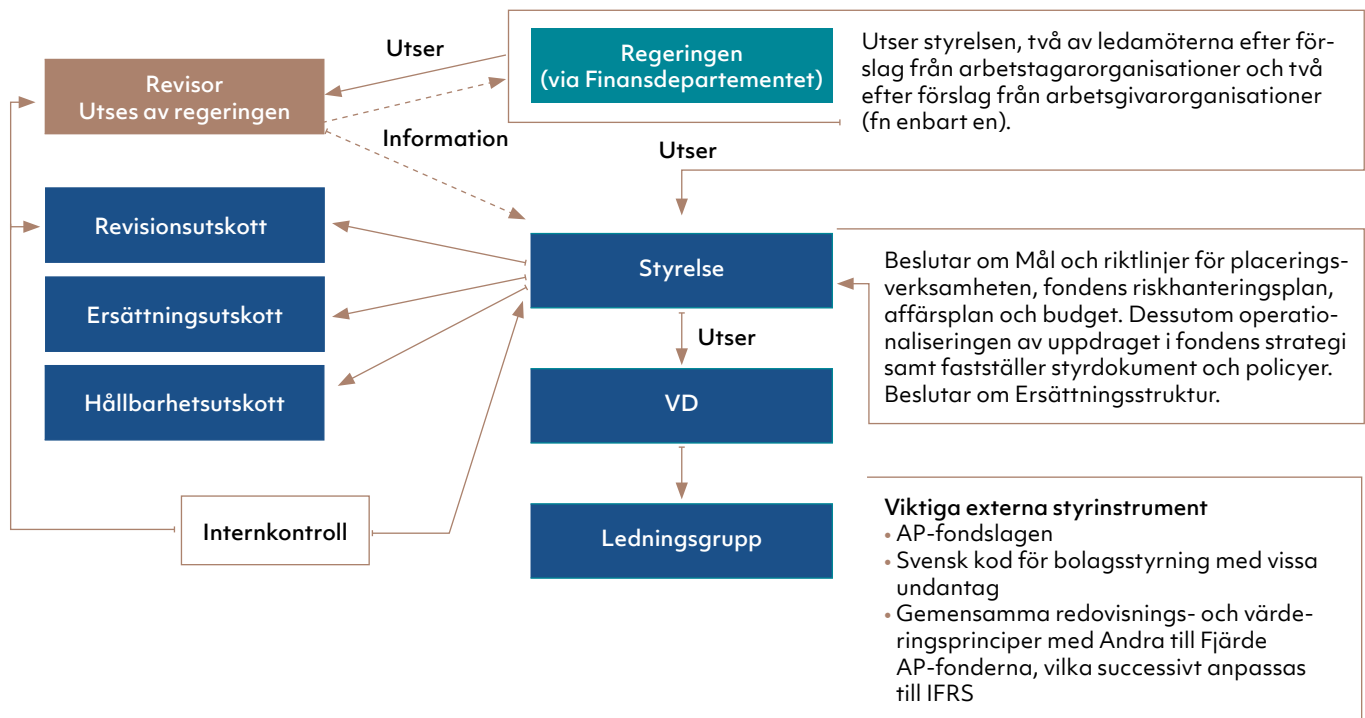 Utser
Regeringen
(via Finansdepartementet)
Utser styrelsen, två av ledamöterna efter för-
slag från arbetstagarorganisationer och två
efter förslag från arbetsgivarorganisationer
(fn enbart en).
Revisor
Utses av regeringen
Information
Utser
Revisionsutskott
Ersättningsutskott
Hållbarhetsutskott
Styrelse
Beslutar om Mål och riktlinjer för placerings-
verksamheten, fondens riskhanteringsplan,
affärsplan och budget. Dessutom operatio-
naliseringen av uppdraget i fondens strategi
samt fastställer styrdokument och policyer.
Beslutar om Ersättningsstruktur.
Utser
VD
Internkontroll
Ledningsgrupp
Viktiga externa styrinstrument
• AP-fondslagen
• Svensk kod för bolagsstyrning med vissa
undantag
• Gemensamma redovisnings- och värde-
ringsprinciper med Andra till Fjärde
AP-fonderna, vilka successivt anpassas
till IFRS